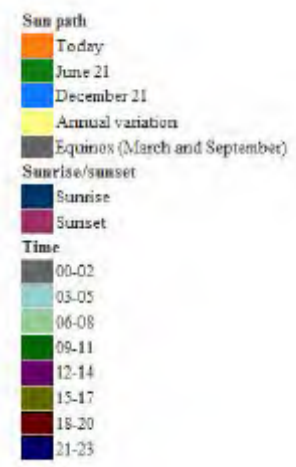 Sun path
Today
June 21
December 21
Annual variation
Equinox (March and September)
Sunrise/sunset
Sunrise
Sunset
Time
00-02
03-05
06-08
09-11
12-14
15-17
18-20
21-23